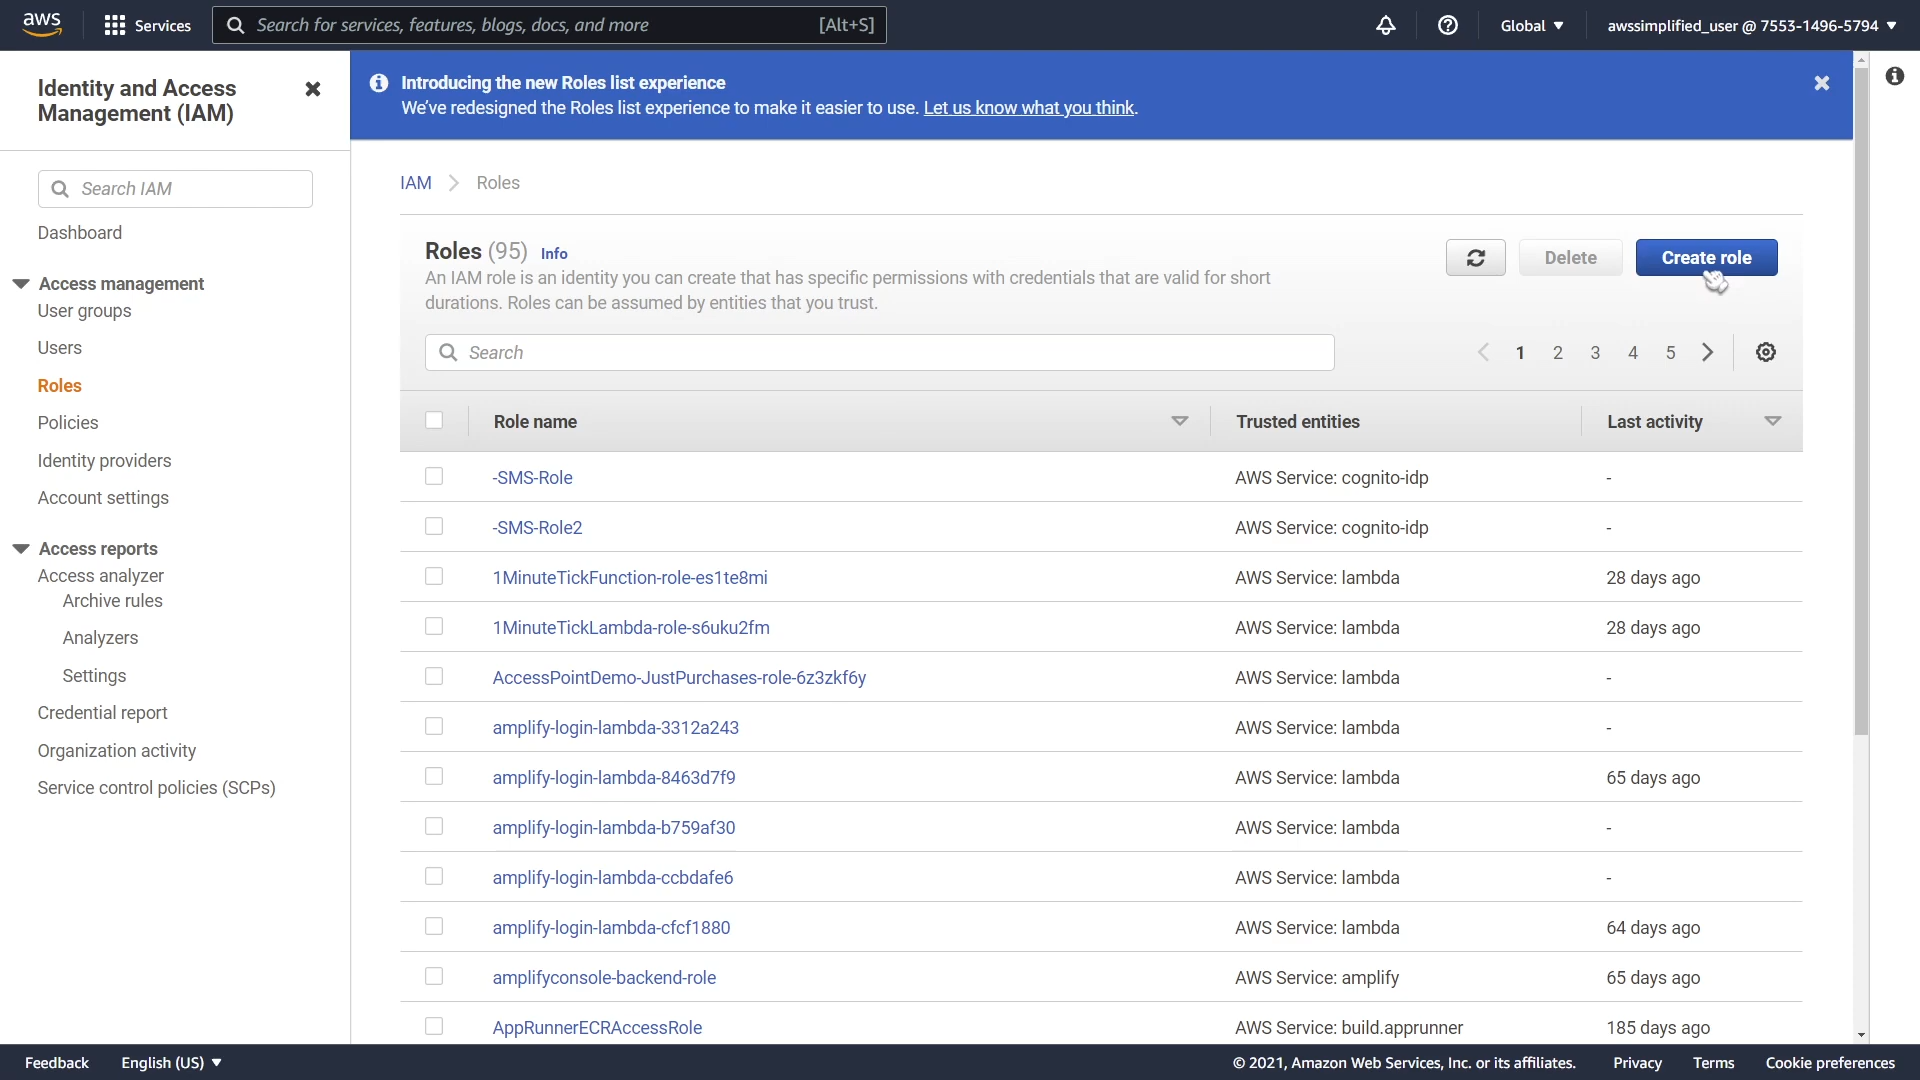 aws
Services
Search for services, features, blogs, docs, and more
[Alt+S]
Global
awssimplified_user @ 7553-1496-5794
Identity and Access
Management (IAM)
Search IAM
Dashboard
Access management
User groups
Users
Roles
Policies
Identity providers
Account settings
Access reports
Access analyzer
Archive rules
Analyzers
Settings
Credential report
Organization activity
Service control policies (SCPs)
Introducing the new Roles list experience
We've redesigned the Roles list experience to make it easier to use. Let us know what you think.
IAM > Roles
Roles (95) Info
An IAM role is an identity you can create that has specific permissions with credentials that are valid for short
durations. Roles can be assumed by entities that you trust.
Delete
Create role
Search
1 2 3 4 5
Role name Trusted entities Last activity
-SMS-Role AWS Service: cognito-idp -
-SMS-Role2 AWS Service: cognito-idp -
1MinuteTickFunction-role-es1te8mi AWS Service: lambda 28 days ago
1MinuteTickLambda-role-s6uku2fm AWS Service: lambda 28 days ago
AccessPointDemo-JustPurchases-role-6z3zkf6y AWS Service: lambda -
amplify-login-lambda-3312a243 AWS Service: lambda -
amplify-login-lambda-8463d7f9 AWS Service: lambda 65 days ago
amplify-login-lambda-b759af30 AWS Service: lambda -
amplify-login-lambda-ccbdafe6 AWS Service: lambda -
amplify-login-lambda-cfcf1880 AWS Service: lambda 64 days ago
amplifyconsole-backend-role AWS Service: amplify 65 days ago
AppRunnerECRAccessRole AWS Service: build.apprunner 185 days ago
Feedback English (US) © 2021, Amazon Web Services, Inc. or its affiliates. Privacy Terms Cookie preferences